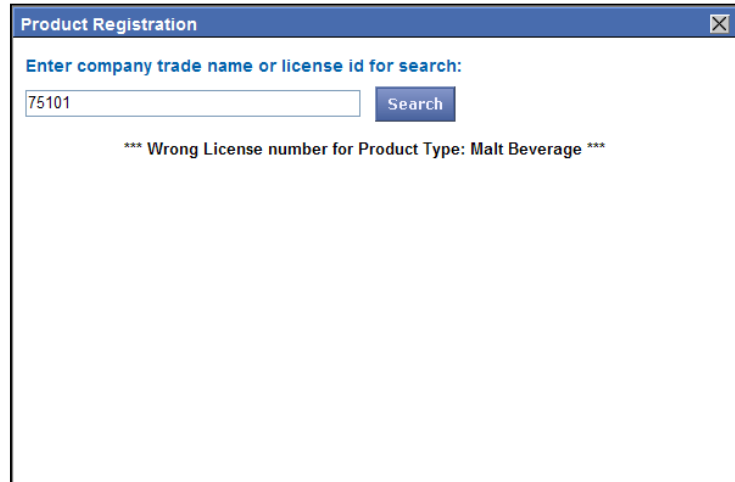 Product Registration
Enter company trade name or license id for search:
75101
Search
*** Wrong License number for Product Type: Malt Beverage ***